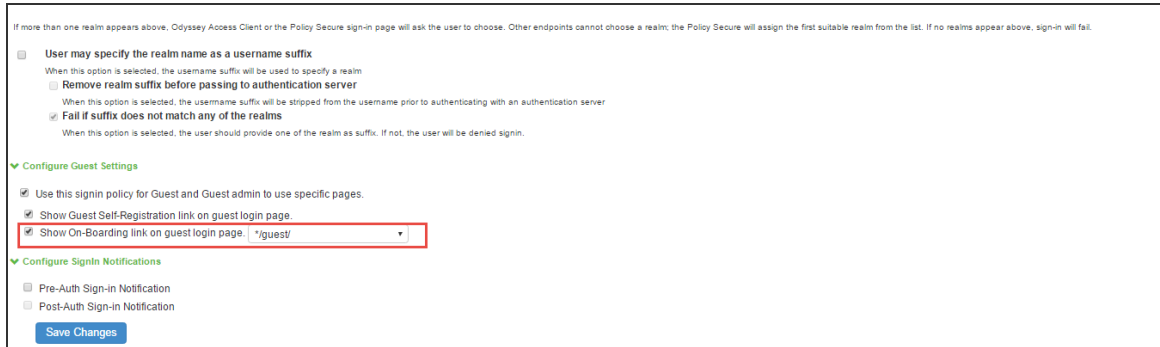 If more than one realm appears above, Odyssey Access Client or the Policy Secure sign-in page will ask the user to choose. Other endpoints cannot choose a realm; the Policy Secure will assign the first suitable realm from the list. If no realms appear above, sign-in will fail.
User may specify the realm name as a username suffix
When this option is selected, the username suffix will be used to specify a realm
Remove realm suffix before passing to authentication server
When this option is selected, the username suffix will be stripped from the username prior to authenticating with an authentication server
Fail if suffix does not match any of the realms
When this option is selected, the user should provide one of the realm as suffix. If not, the user will be denied signin.
Configure Guest Settings
Use this signin policy for Guest and Guest admin to use specific pages.
Show Guest Self-Registration link on guest login page.
Show On-Boarding link on guest login page. */guest/
Configure SignIn Notifications
Pre-Auth Sign-in Notification
Post-Auth Sign-in Notification
Save Changes